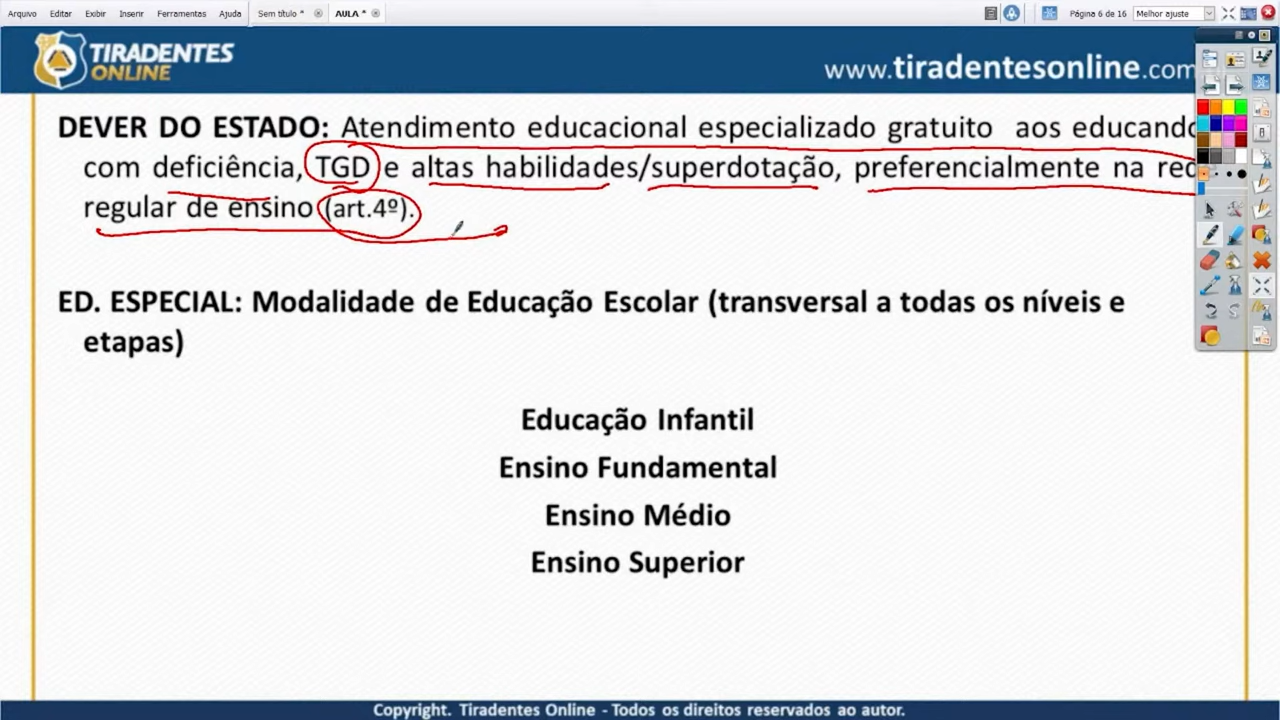 Arquivo Editar Exibir Inserir Ferramentas Ajuda Sem título * AULA * Página 6 de 16 Melhor ajuste
TIRADENTES
ONLINE
www.tiradentesonline.com
DEVER DO ESTADO: Atendimento educacional especializado gratuito aos educando
com deficiência, TGD e altas habilidades/superdotação, preferencialmente na red
regular de ensino (art.4º).
ED. ESPECIAL: Modalidade de Educação Escolar (transversal a todas os níveis e
etapas)
Educação Infantil
Ensino Fundamental
Ensino Médio
Ensino Superior
Copyright. Tiradentes Online - Todos os direitos reservados ao autor.